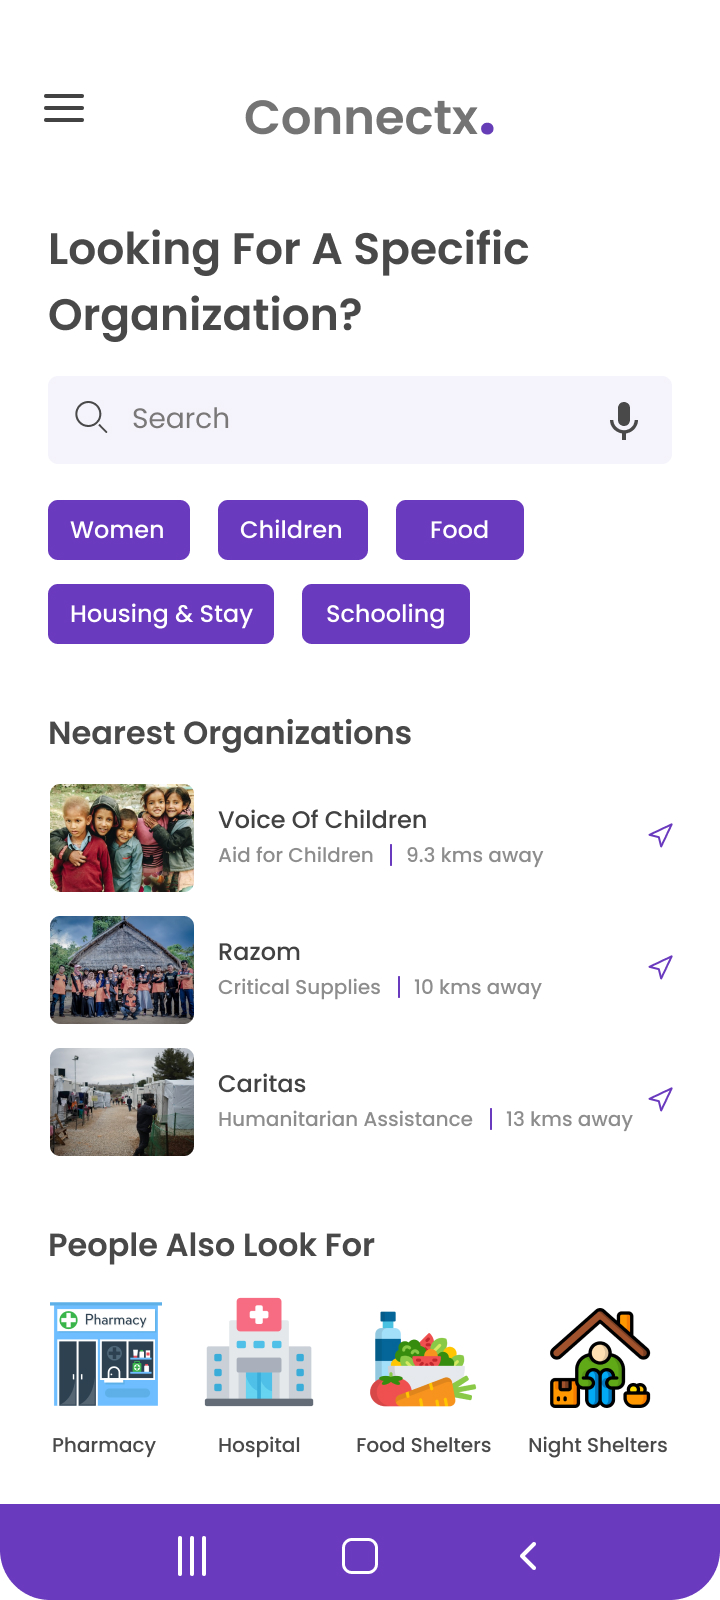 Connectx.
Looking For A Specific
Organization?
Search
Women Children Food
Housing & Stay Schooling
Nearest Organizations
Voice Of Children
Aid for Children | 9.3 kms away
Razom
Critical Supplies | 10 kms away
Caritas
Humanitarian Assistance | 13 kms away
People Also Look For
Pharmacy
Pharmacy Hospital Food Shelters Night Shelters